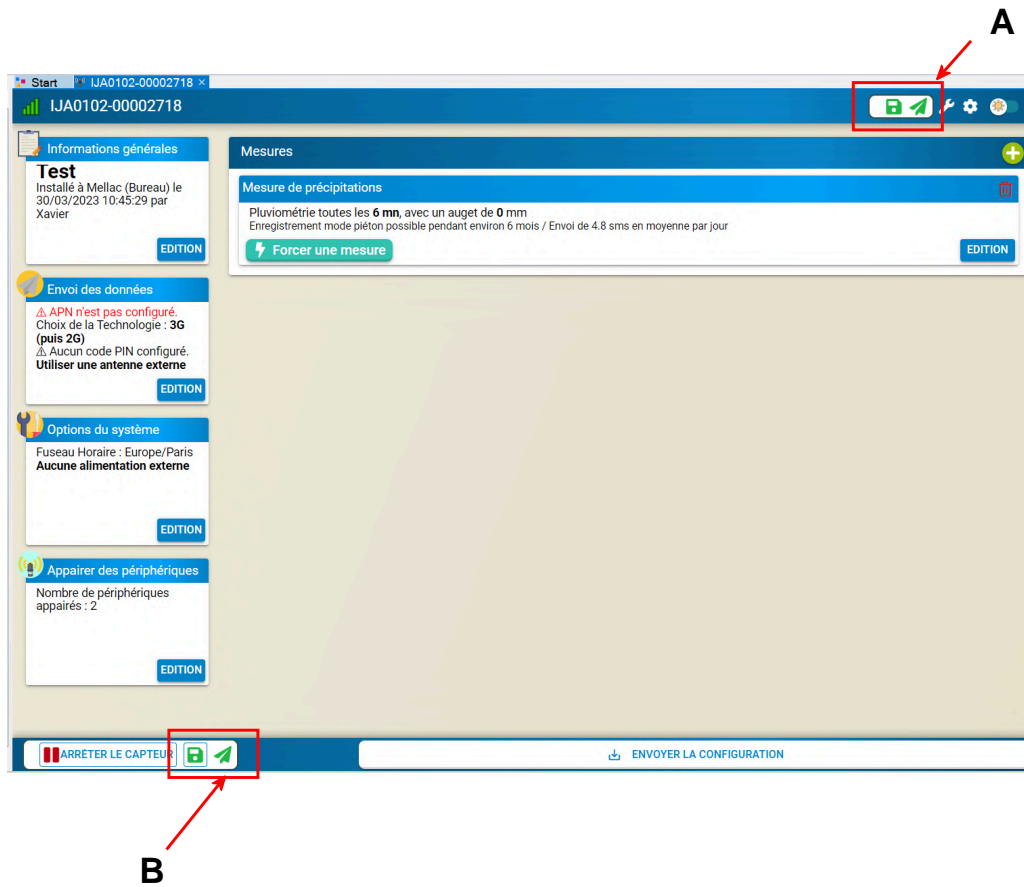 A
Start IJA0102-00002718 ×
IJA0102-00002718
Informations générales
Test
Installé à Mellac (Bureau) le
30/03/2023 10:45:29 par
Xavier
EDITION
Envoi des données
⚠ APN n'est pas configuré.
Choix de la Technologie : 3G
(puis 2G)
⚠ Aucun code PIN configuré.
Utiliser une antenne externe
EDITION
Options du système
Fuseau Horaire : Europe/Paris
Aucune alimentation externe
EDITION
Appairer des périphériques
Nombre de périphériques
appairés : 2
EDITION
Mesures
Mesure de précipitations
Pluviométrie toutes les 6 mn, avec un auget de 0 mm
Enregistrement mode piéton possible pendant environ 6 mois / Envoi de 4.8 sms en moyenne par jour
Forcer une mesure
EDITION
ARRÊTER LE CAPTEUR
ENVOYER LA CONFIGURATION
B